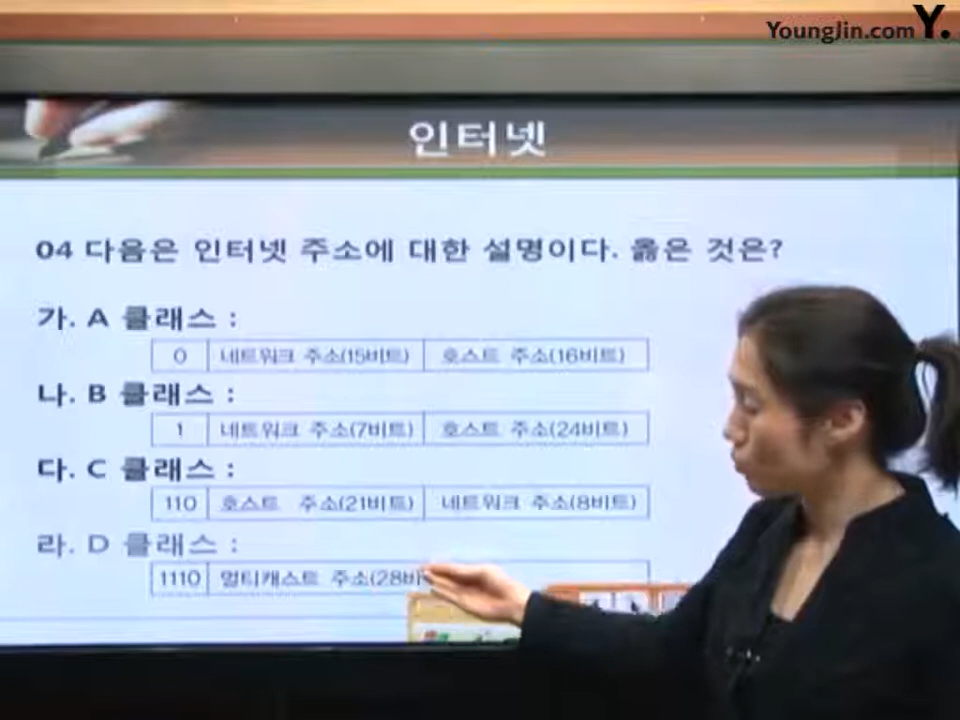 YoungJin.com Y.
인터넷
04 다음은 인터넷 주소에 대한 설명이다. 옳은 것은?
가. A 클래스 :
0 네트워크 주소(15비트) 호스트 주소(16비트)
나. B 클래스 :
1 네트워크 주소(7비트) 호스트 주소(24비트)
다. C 클래스 :
110 호스트 주소(21비트) 네트워크 주소(8비트)
라. D 클래스 :
1110 멀티캐스트 주소(28비